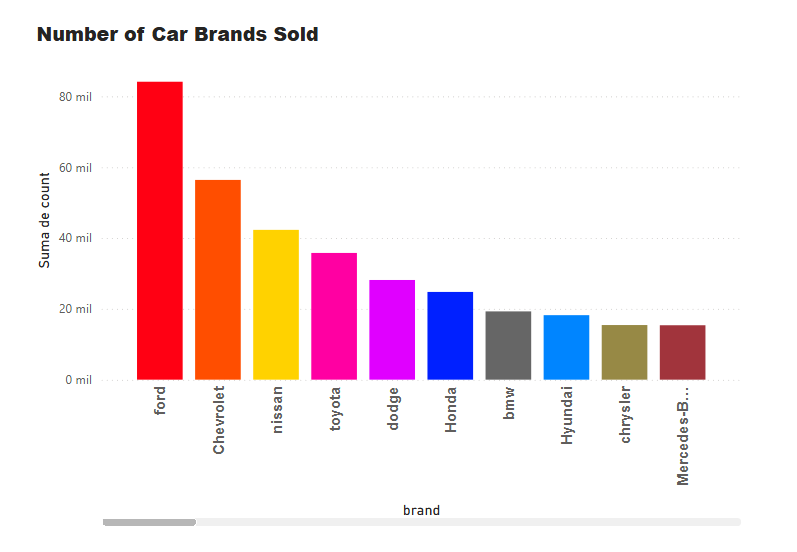 Number of Car Brands Sold
Suma de count
80 mil
60 mil
40 mil
20 mil
0 mil
ford
Chevrolet
nissan
toyota
dodge
Honda
bmw
Hyundai
chrysler
Mercedes-B...
brand